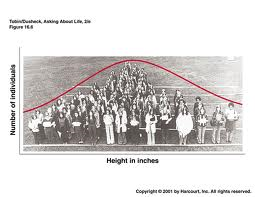 Tobin/Dusheck, Asking About Life, 2/e
Figure 16.6
Number of individuals
Height in inches
Copyright © 2001 by Harcourt, Inc. All rights reserved.